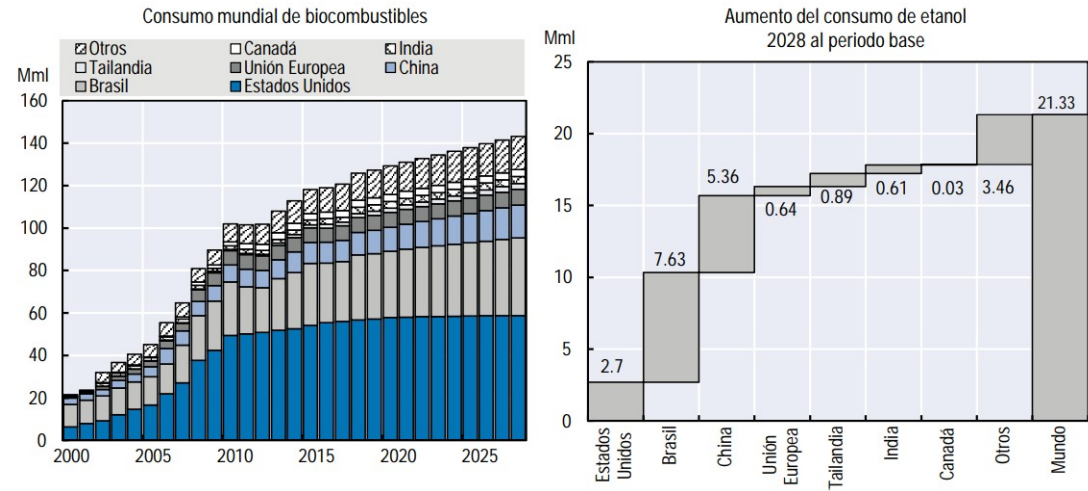 Consumo mundial de biocombustibles
Otros Canadá India
Tailandia Unión Europea China
Brasil Estados Unidos
Mml
160
140
120
100
80
60
40
20
0
2000 2005 2010 2015 2020 2025
Aumento del consumo de etanol
2028 al periodo base
Mml
25
20
15
10
5
0
2.7
7.63
5.36
0.64
0.89
0.61
0.03
3.46
21.33
Estados
Unidos
Brasil
China
Unión
Europea
Tailandia
India
Canadá
Otros
Mundo